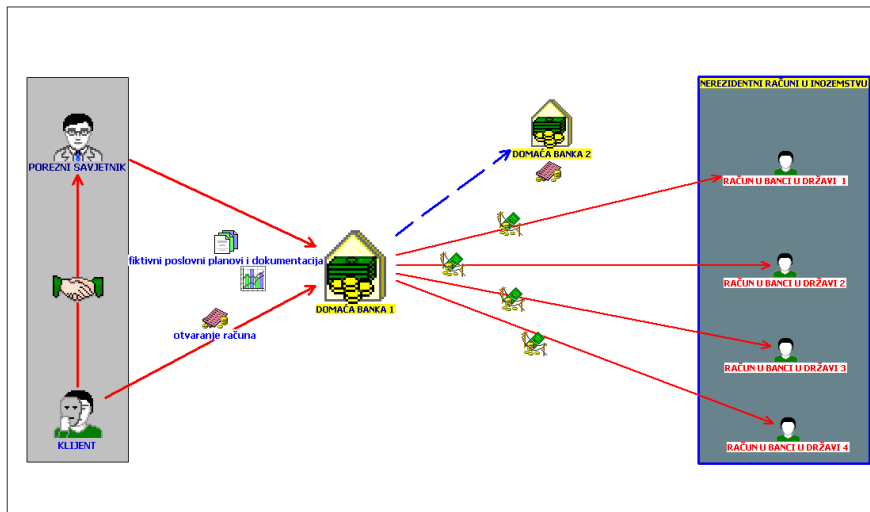 NEREZIDENTNI RAČUNI U INOZEMSTVU
POREZNI SAVJETNIK
DOMAĆA BANKA 2
RAČUN U BANCI U DRŽAVI 1
fiktivni poslovni planovi i dokumentacija
RAČUN U BANCI U DRŽAVI 2
DOMAĆA BANKA 1
otvaranje računa
RAČUN U BANCI U DRŽAVI 3
KLIJENT
RAČUN U BANCI U DRŽAVI 4